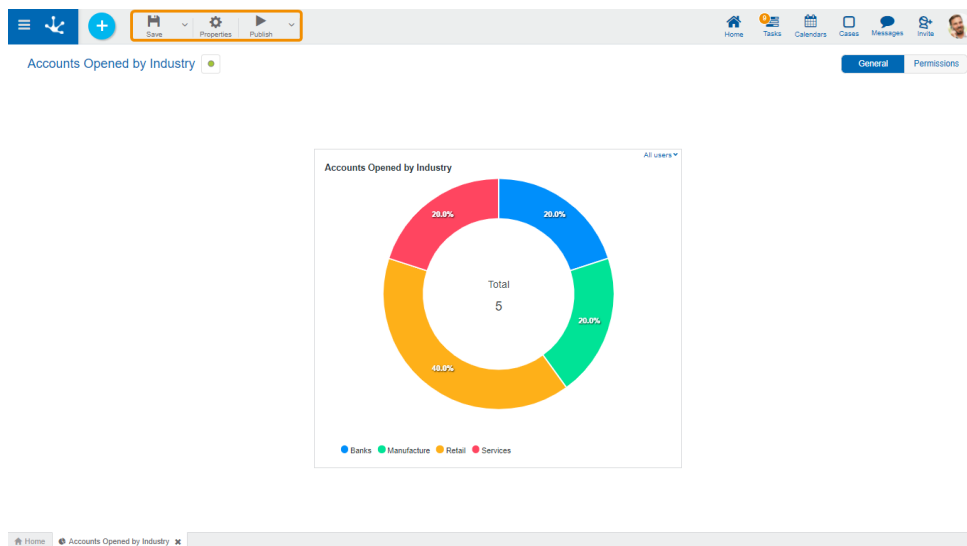 Save Properties Publish Home 9 Tasks Calendars Cases Messages Invite
Accounts Opened by Industry General Permissions
All users
Accounts Opened by Industry
20.0% 20.0%
Total
5
20.0%
40.0%
Banks Manufacture Retail Services
Home Accounts Opened by Industry